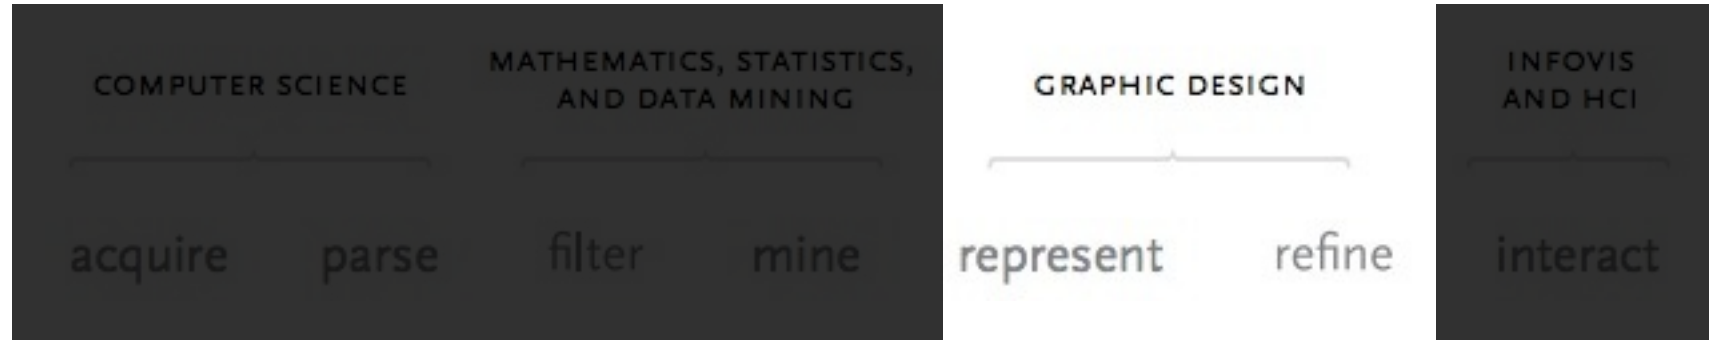 COMPUTER SCIENCE
MATHEMATICS, STATISTICS,
AND DATA MINING
GRAPHIC DESIGN
INFOVIS
AND HCI
acquire parse filter mine represent refine interact